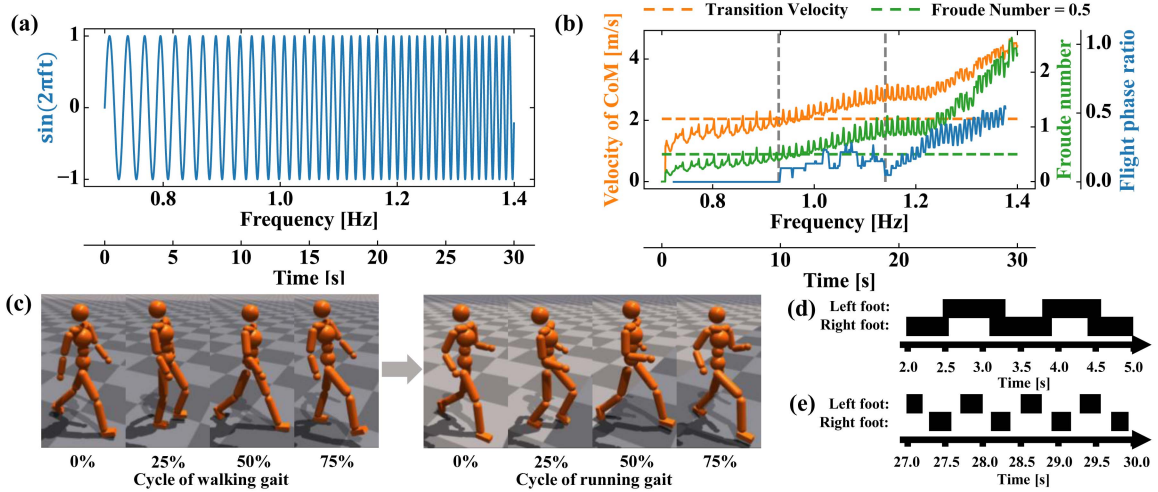 (a)
1
0
−1
sin(2πft)
0.8
1.0
1.2
1.4
Frequency [Hz]
0
5
10
15
20
25
30
Time [s]
(b)
Transition Velocity
Froude Number = 0.5
Velocity of CoM [m/s]
4
2
0
0.8
1.0
1.2
1.4
Frequency [Hz]
0
10
20
30
Time [s]
2
1
0
Froude number
1.0
0.5
0.0
Flight phase ratio
(c)
0%
25%
50%
75%
Cycle of walking gait
0%
25%
50%
75%
Cycle of running gait
(d)
Left foot:
Right foot:
2.0
2.5
3.0
3.5
4.0
4.5
5.0
Time [s]
(e)
Left foot:
Right foot:
27.0
27.5
28.0
28.5
29.0
29.5
30.0
Time [s]